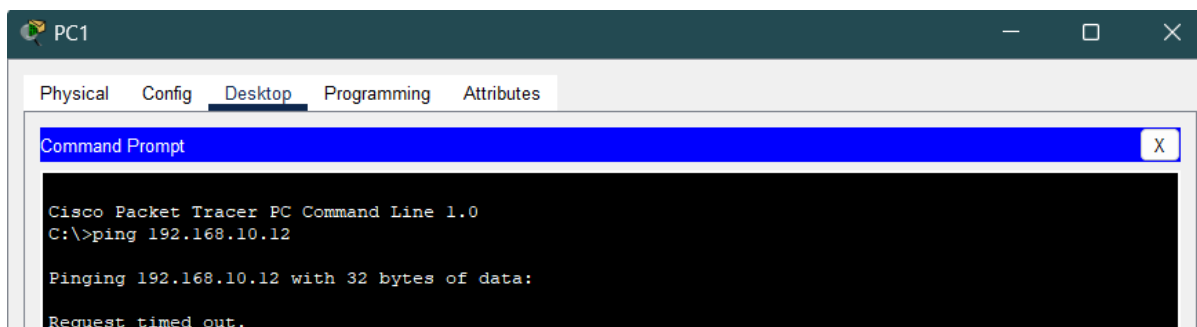 PC1
Physical Config Desktop Programming Attributes
Command Prompt X
Cisco Packet Tracer PC Command Line 1.0
C:\>ping 192.168.10.12
Pinging 192.168.10.12 with 32 bytes of data:
Request timed out.